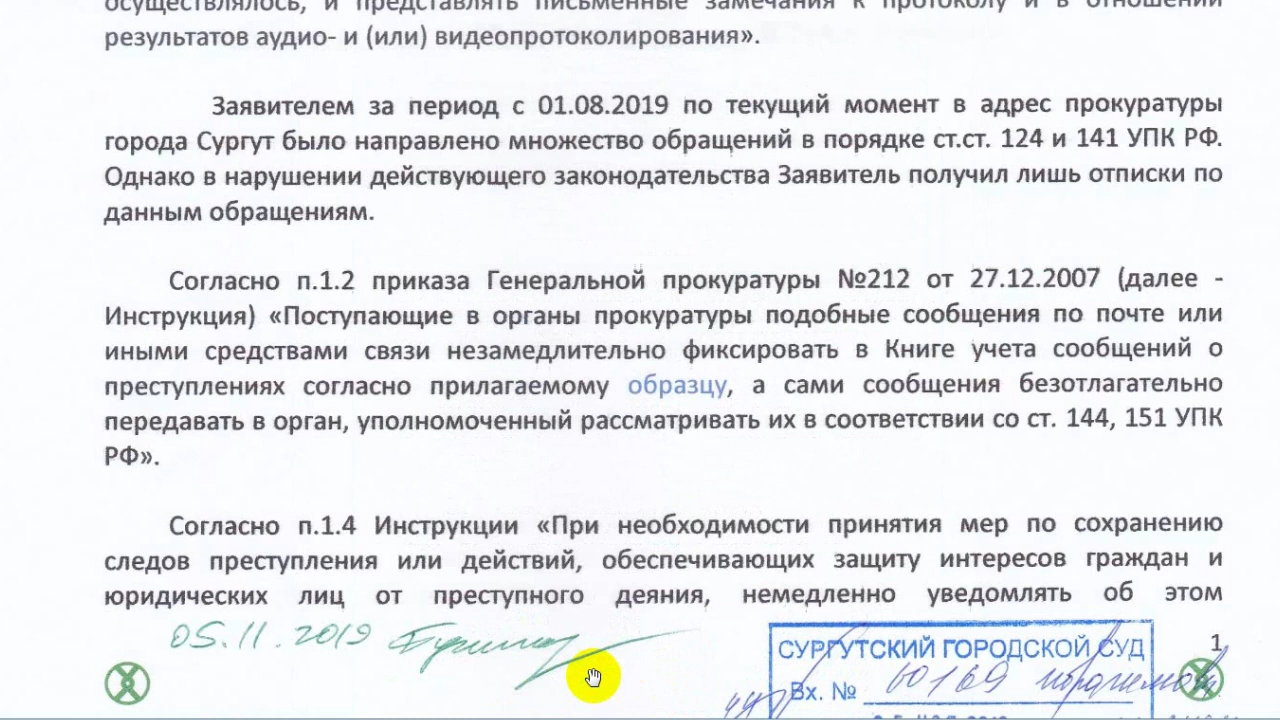 осуществлялось, и представлять письменные замечания к протоколу и в отношении
результатов аудио- и (или) видеопротоколирования».
Заявителем за период с 01.08.2019 по текущий момент в адрес прокуратуры
города Сургут было направлено множество обращений в порядке ст.ст. 124 и 141 УПК РФ.
Однако в нарушении действующего законодательства Заявитель получил лишь отписки по
данным обращениям.
Согласно п.1.2 приказа Генеральной прокуратуры №212 от 27.12.2007 (далее -
Инструкция) «Поступающие в органы прокуратуры подобные сообщения по почте или
иными средствами связи незамедлительно фиксировать в Книге учета сообщений о
преступлениях согласно прилагаемому образцу, а сами сообщения безотлагательно
передавать в орган, уполномоченный рассматривать их в соответствии со ст. 144, 151 УПК
РФ».
Согласно п.1.4 Инструкции «При необходимости принятия мер по сохранению
следов преступления или действий, обеспечивающих защиту интересов граждан и
юридических лиц от преступного деяния, немедленно уведомлять об этом
05.11.2019
1
СУРГУТСКИЙ ГОРОДСКОЙ СУД
Вх. № 60169